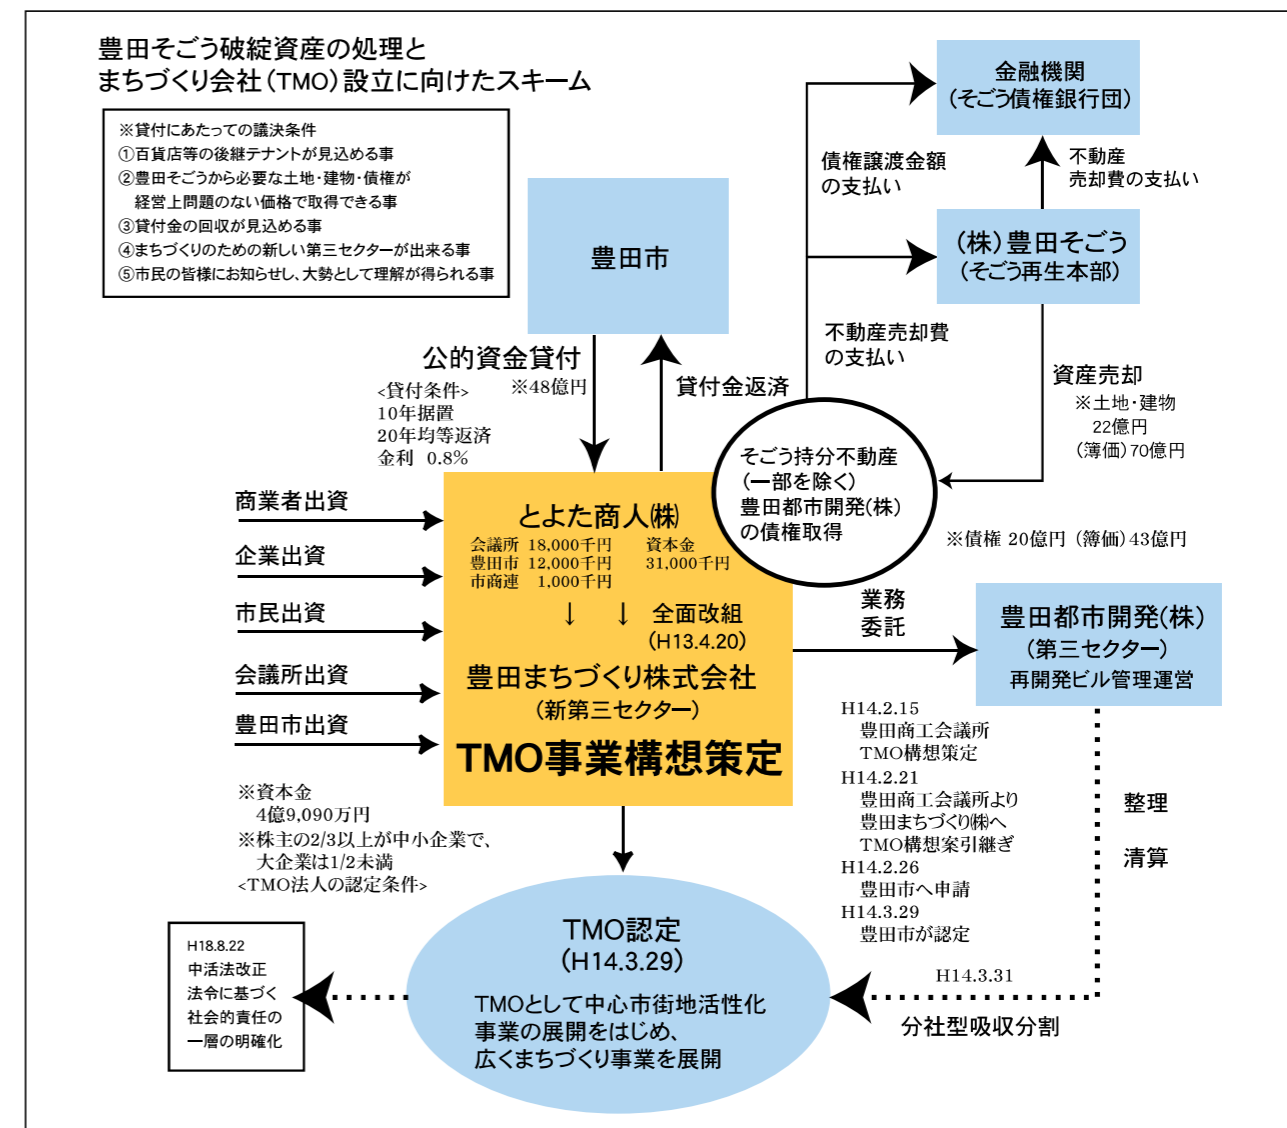 豊田そごう破綻資産の処理と
まちづくり会社（TMO）設立に向けたスキーム
※貸付にあたっての議決条件
①百貨店等の後継テナントが見込める事
②豊田そごうから必要な土地・建物・債権が
経営上問題のない価格で取得できる事
③貸付金の回収が見込める事
④まちづくりのための新しい第三セクターが出来る事
⑤市民の皆様にお知らせし、大勢として理解が得られる事
豊田市
金融機関
（そごう債権銀行団）
債権譲渡金額
の支払い
不動産
売却費の支払い
（株）豊田そごう
（そごう再生本部）
不動産売却費
の支払い
資産売却
※土地・建物
22億円
（簿価）70億円
公的資金貸付
※48億円
<貸付条件>
10年据置
20年均等返済
金利 0.8%
貸付金返済
そごう持分不動産
（一部を除く）
豊田都市開発(株)
の債権取得
※債権 20億円（簿価）43億円
商業者出資
企業出資
市民出資
会議所出資
豊田市出資
とよた商人㈱
会議所 18,000千円 資本金
豊田市 12,000千円 31,000千円
市商連 1,000千円
↓ ↓ 全面改組
（H13.4.20）
豊田まちづくり株式会社
（新第三セクター）
TMO事業構想策定
業務
委託
豊田都市開発(株)
（第三セクター）
再開発ビル管理運営
※資本金
4億9,090万円
※株主の2/3以上が中小企業で、
大企業は1/2未満
<TMO法人の認定条件>
H14.2.15
豊田商工会議所
TMO構想策定
H14.2.21
豊田商工会議所より
豊田まちづくり㈱へ
TMO構想案引継ぎ
H14.2.26
豊田市へ申請
H14.3.29
豊田市が認定
整理
清算
H14.3.31
分社型吸収分割
TMO認定
（H14.3.29）
TMOとして中心市街地活性化
事業の展開をはじめ、
広くまちづくり事業を展開
H18.8.22
中活法改正
法令に基づく
社会的責任の
一層の明確化